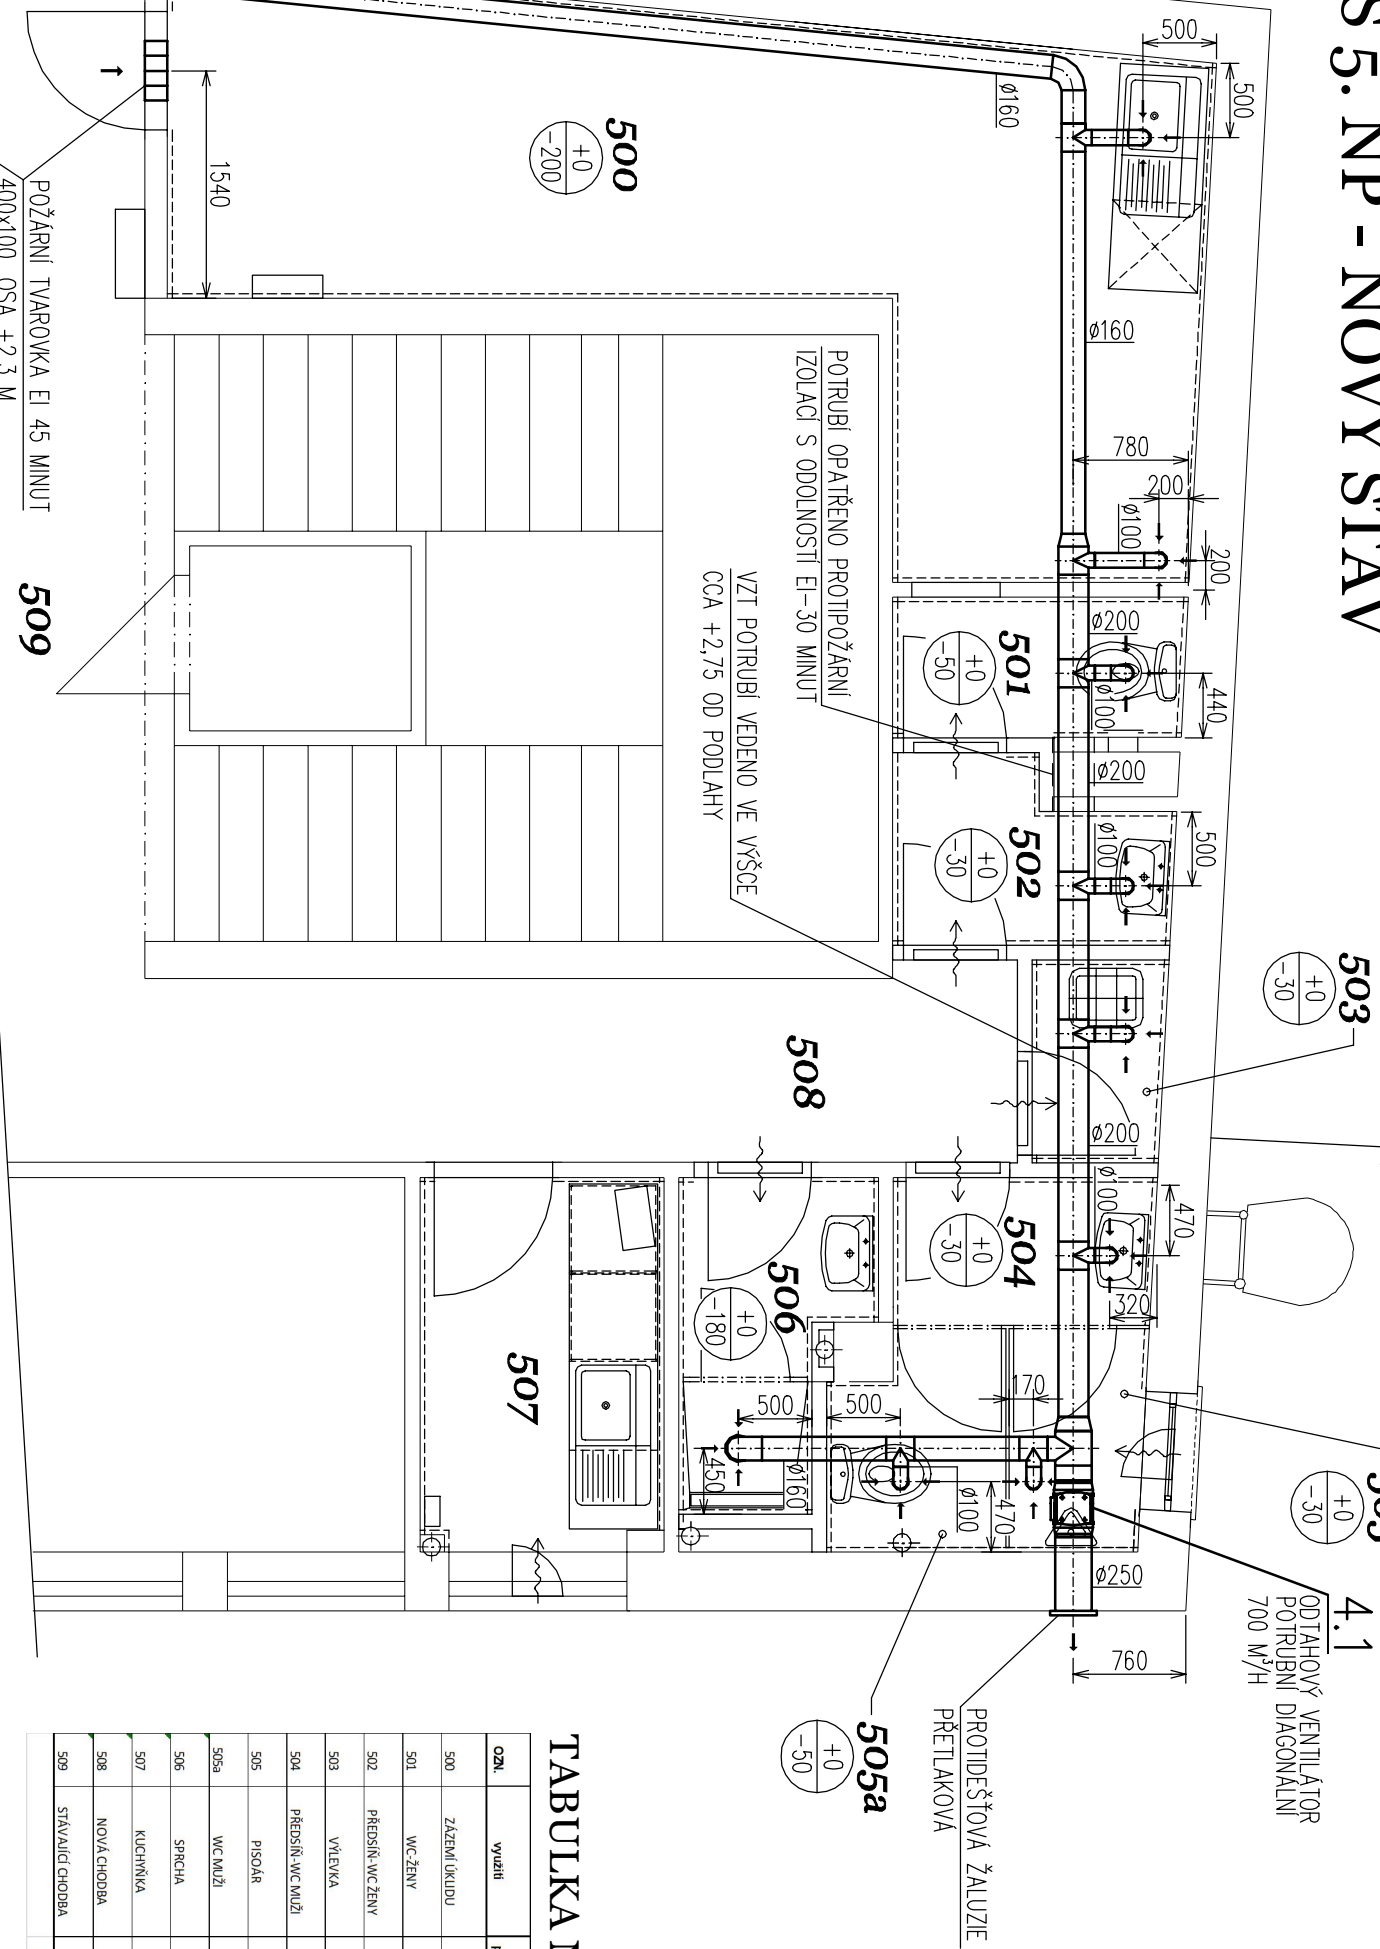 S 5. NP - NOVÝ STAV
500
500
ø160
1540
500
+0
-200
POŽÁRNÍ TVAROVKA EI 45 MINUT
400x100 OSA +2,3 M
ø160
780
200
ø100
200
POTRUBÍ OPATŘENO PROTIPOŽÁRNÍ
IZOLACÍ S ODOLNOSTÍ EI-30 MINUT
VZT POTRUBÍ VEDENO VE VÝŠCE
CCA +2,75 OD PODLAHY
509
ø200
501
+0
-50
ø100
440
ø200
500
ø100
502
+0
-30
503
+0
-30
508
ø200
ø100
470
504
+0
-30
320
506
+0
-180
507
170
500
500
450
ø160
ø100
470
+0
-30
ø250
4.1
ODTAHOVÝ VENTILÁTOR
POTRUBNÍ DIAGONÁLNÍ
700 M³/H
760
PROTIDEŠŤOVÁ ŽALUZIE
PŘETLAKOVÁ
505a
+0
-50
TABULKA
OZN. využití
500 ZÁZEMÍ ÚKLIDU
501 WC-ŽENY
502 PŘEDSÍŇ-WC ŽENY
503 VÝLEVKA
504 PŘEDSÍŇ-WC MUŽI
505 PISOÁR
505a WC MUŽI
506 SPRCHA
507 KUCHYŇKA
508 NOVÁ CHODBA
509 STÁVAJÍCÍ CHODBA